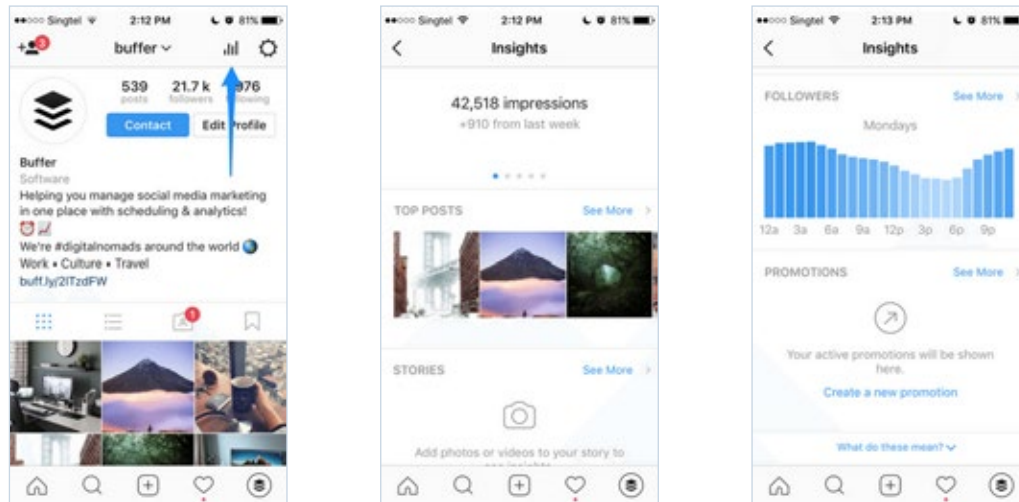 Singtel 2:12 PM 81%
3
buffer
539 21.7 k 976
posts followers following
Contact Edit Profile
Buffer
Software
Helping you manage social media marketing
in one place with scheduling & analytics!
We're #digitalnomads around the world
Work • Culture • Travel
buff.ly/2lTzdFW
1
Singtel 2:12 PM 81%
Insights
42,518 impressions
+910 from last week
TOP POSTS See More
STORIES See More
Add photos or videos to your story to
see insights
Singtel 2:13 PM 81%
Insights
FOLLOWERS See More
Mondays
12a 3a 6a 9a 12p 3p 6p 9p
PROMOTIONS See More
Your active promotions will be shown
here.
Create a new promotion
What do these mean?